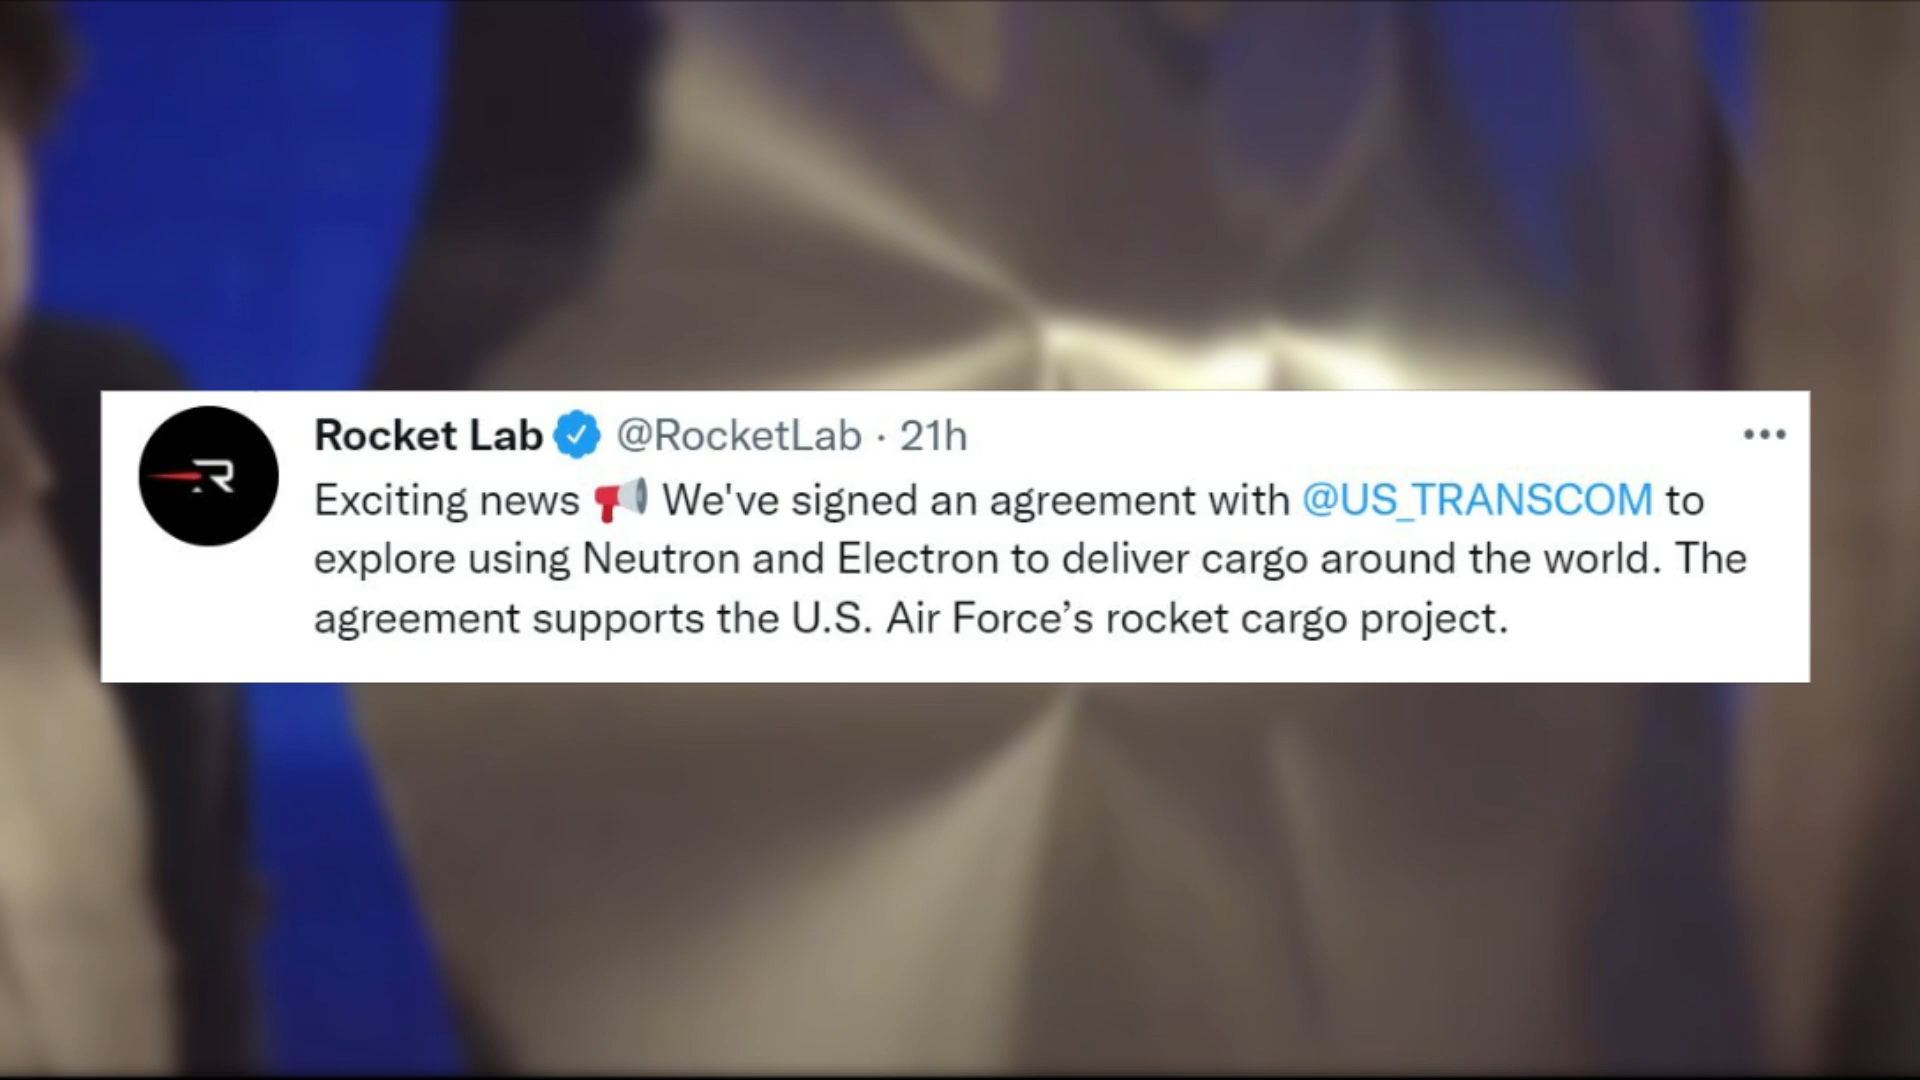 Rocket Lab @RocketLab · 21h
Exciting news 📢 We've signed an agreement with @US_TRANSCOM to
explore using Neutron and Electron to deliver cargo around the world. The
agreement supports the U.S. Air Force’s rocket cargo project.